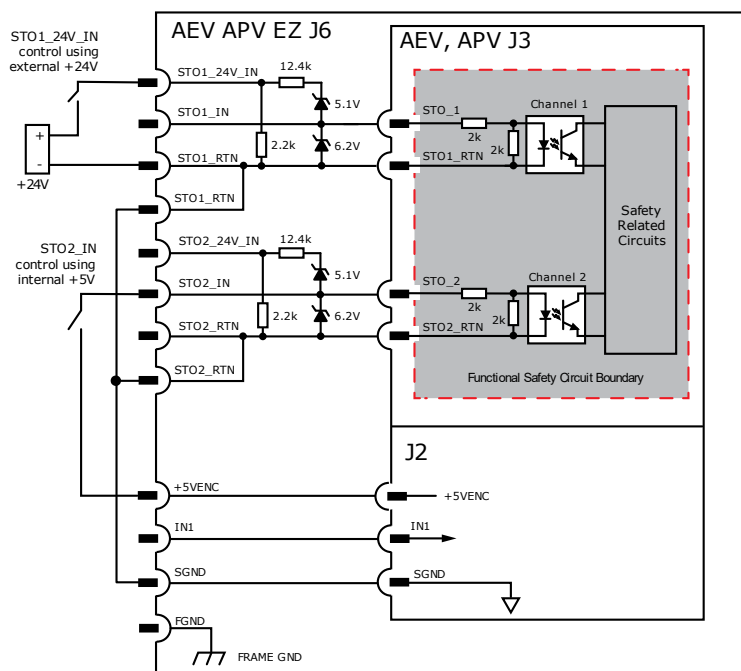 AEV APV EZ J6
AEV, APV J3
STO1_24V_IN
control using
external +24V
+
-
+24V
STO1_24V_IN
12.4k
5.1V
STO1_IN
2.2k
6.2V
STO1_RTN
STO1_RTN
STO_1
2k
2k
STO1_RTN
Channel 1
Safety
Related
Circuits
STO2_IN
control using
internal +5V
STO2_24V_IN
12.4k
5.1V
STO2_IN
2.2k
6.2V
STO2_RTN
STO2_RTN
STO_2
2k
2k
STO2_RTN
Channel 2
Functional Safety Circuit Boundary
J2
+5VENC
+5VENC
IN1
IN1
SGND
SGND
FGND
FRAME GND